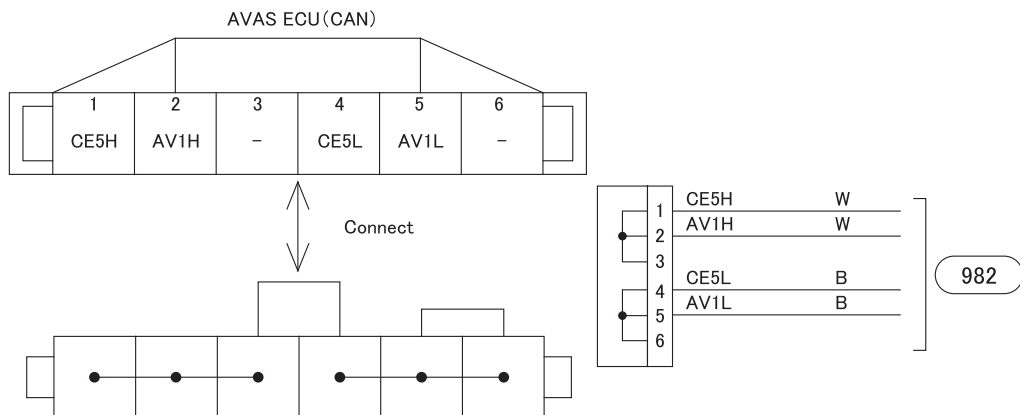 AVAS ECU(CAN)
1 2 3 4 5 6
CE5H AV1H - CE5L AV1L -
Connect
1 CE5H W
2 AV1H W
3
4 CE5L B
5 AV1L B
6
982